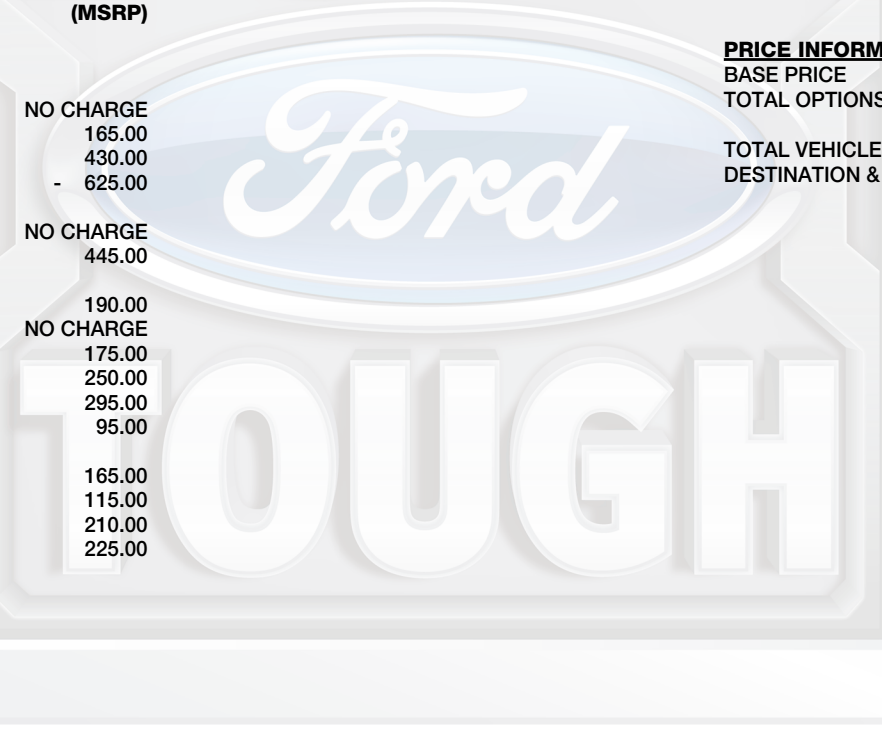 (MSRP)
NO CHARGE
165.00
430.00
- 625.00
NO CHARGE
445.00
190.00
NO CHARGE
175.00
250.00
295.00
95.00
165.00
115.00
210.00
225.00
PRICE INFORM
BASE PRICE
TOTAL OPTIONS
TOTAL VEHICLE
DESTINATION &
Ford
TOUGH